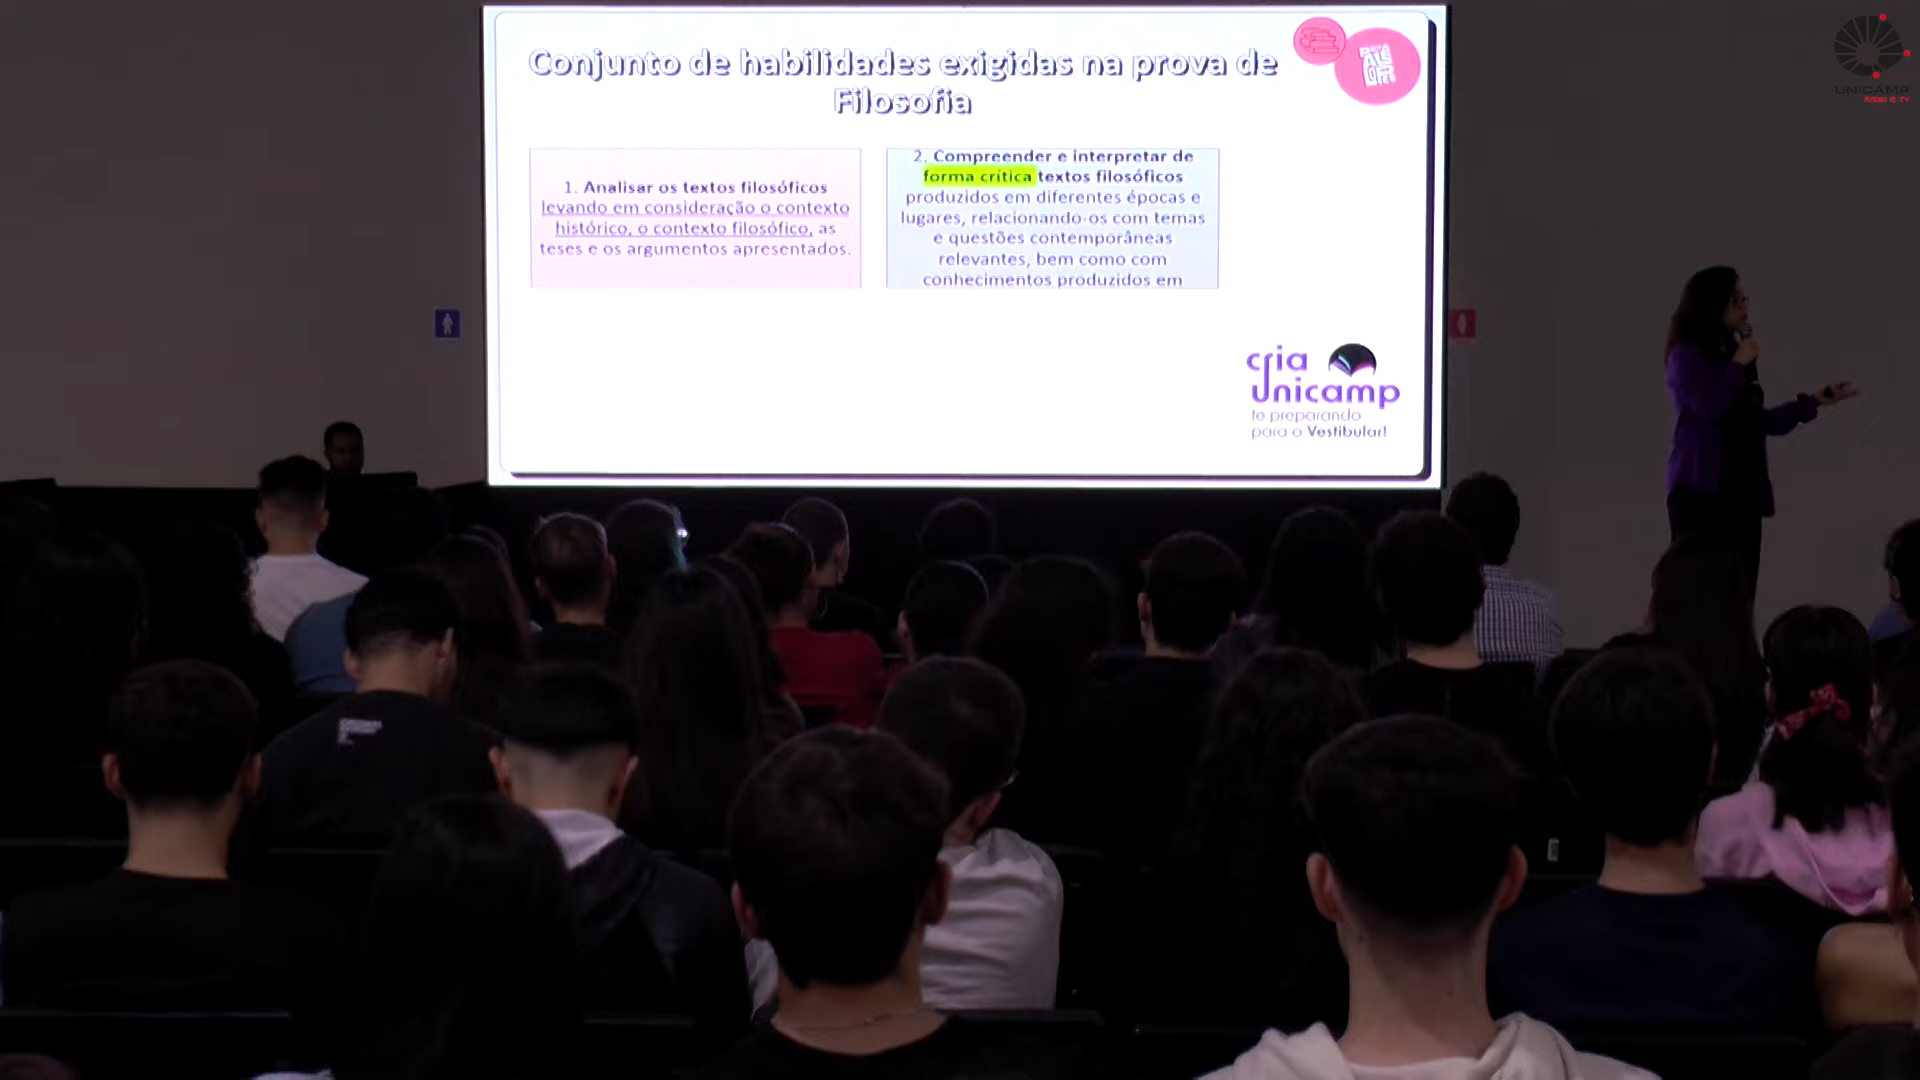 Conjunto de habilidades exigidas na prova de
Filosofia
1. Analisar os textos filosóficos
levando em consideração o contexto
histórico, o contexto filosófico, as
teses e os argumentos apresentados.
2. Compreender e interpretar de
forma crítica textos filosóficos
produzidos em diferentes épocas e
lugares, relacionando-os com temas
e questões contemporâneas
relevantes, bem como com
conhecimentos produzidos em
cria
unicamp
te preparando
para o Vestibular!
UNICAMP
RÁDIO E TV